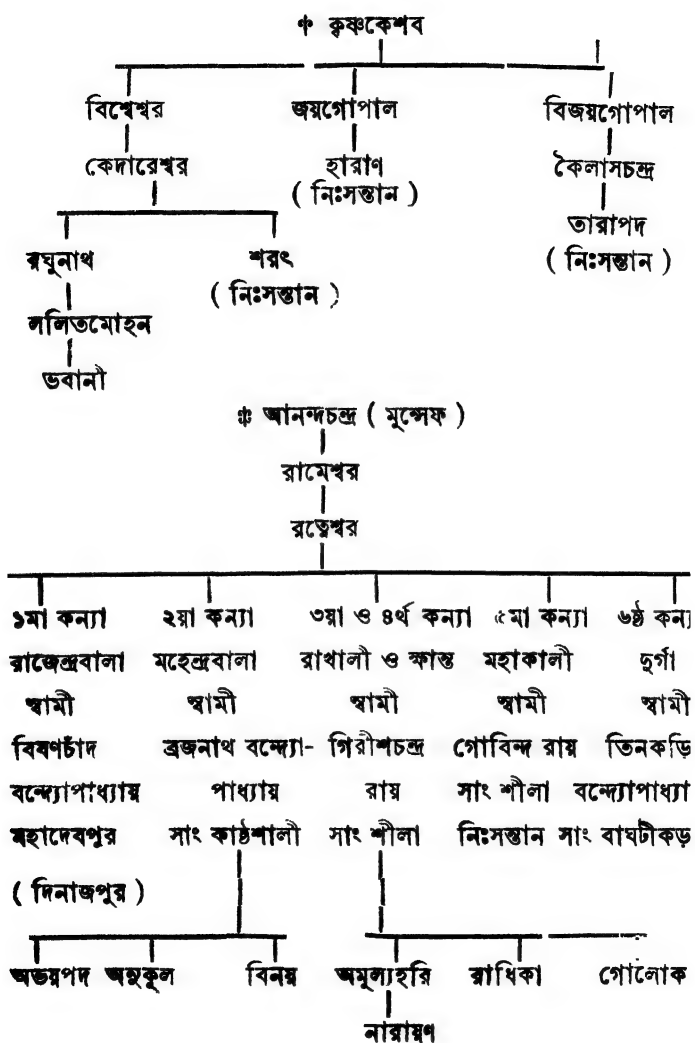 কৃষ্ণকেশব
বিশ্বেশ্বর জয়গোপাল বিজয়গোপাল
কেদারেশ্বর হারাণ কৈলাসচন্দ্র
( নিঃসন্তান )
তারাপদ
রঘুনাথ শরৎ ( নিঃসন্তান )
( নিঃসন্তান )
ললিতমোহন
ভবানী
আনন্দচন্দ্র ( মুন্সেফ )
রামেশ্বর
রত্নেশ্বর
১মা কন্যা ২য়া কন্যা ৩য়া ও ৪র্থ কন্যা ৫মা কন্যা ৬ষ্ঠ কন্যা
রাজেন্দ্রবালা মহেন্দ্রবালা রাখালী ও ক্ষান্ত মহাকালী দুর্গা
স্বামী স্বামী স্বামী স্বামী স্বামী
বিষণচাঁদ ব্রজনাথ বন্দ্যো- গিরীশচন্দ্র গোবিন্দ রায় তিনকড়ি
বন্দ্যোপাধ্যায় পাধ্যায় রায় সাং শীলা বন্দ্যোপাধ্যা
মহাদেবপুর সাং কাষ্ঠশালী সাং শীলা নিঃসন্তান সাং বাঘটীকড়
( দিনাজপুর )
অভয়পদ অনুকূল বিনয় অমূল্যহরি রাধিকা গোলোক
নারায়ণ